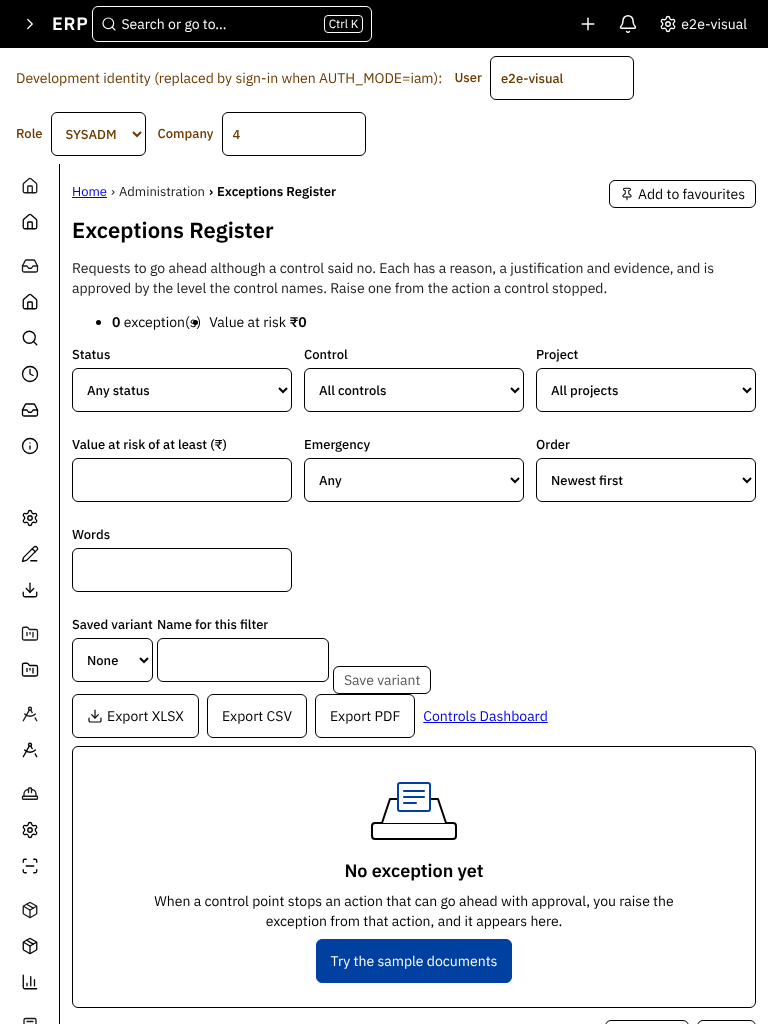 ERP
Search or go to...
Ctrl K
e2e-visual
Development identity (replaced by sign-in when AUTH_MODE=iam):
User
e2e-visual
Role
SYSADM
Company
4
Home › Administration › Exceptions Register
Add to favourites
Exceptions Register
Requests to go ahead although a control said no. Each has a reason, a justification and evidence, and is
approved by the level the control names. Raise one from the action a control stopped.
• 0 exception(s) • Value at risk ₹0
Status
Control
Project
Any status
All controls
All projects
Value at risk of at least (₹)
Emergency
Order
Any
Newest first
Words
Saved variant
Name for this filter
None
Save variant
Export XLSX
Export CSV
Export PDF
Controls Dashboard
No exception yet
When a control point stops an action that can go ahead with approval, you raise the
exception from that action, and it appears here.
Try the sample documents